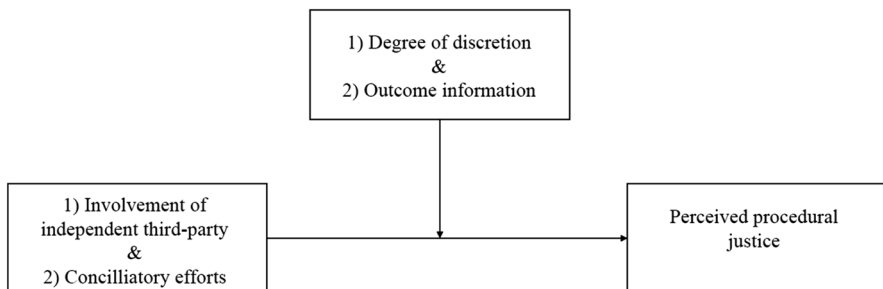 1) Degree of discretion
&
2) Outcome information
1) Involvement of
independent third-party
&
2) Concilliatory efforts
Perceived procedural
justice